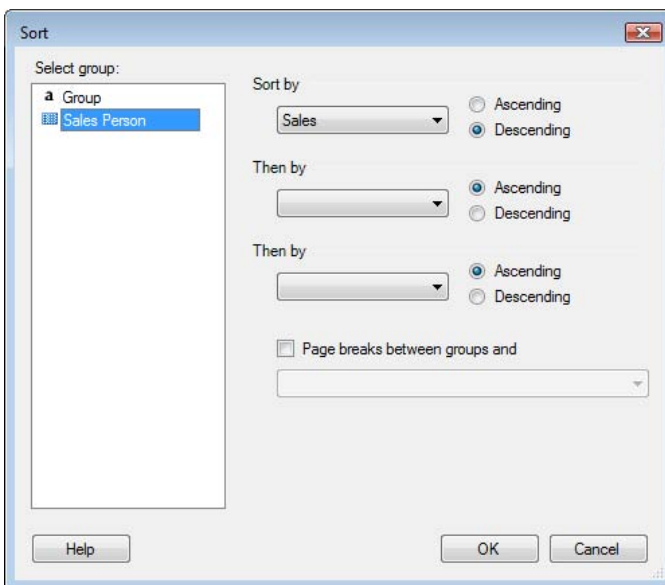 Sort
Select group:
a Group
Sales Person
Sort by
Sales
Ascending
Descending
Then by
Ascending
Descending
Then by
Ascending
Descending
Page breaks between groups and
Help
OK
Cancel